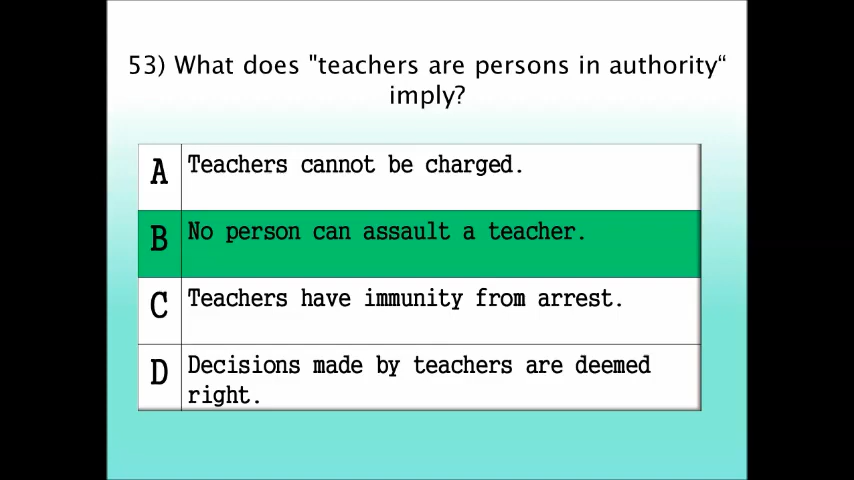 53) What does "teachers are persons in authority“
imply?
A Teachers cannot be charged.
B No person can assault a teacher.
C Teachers have immunity from arrest.
D Decisions made by teachers are deemed
right.